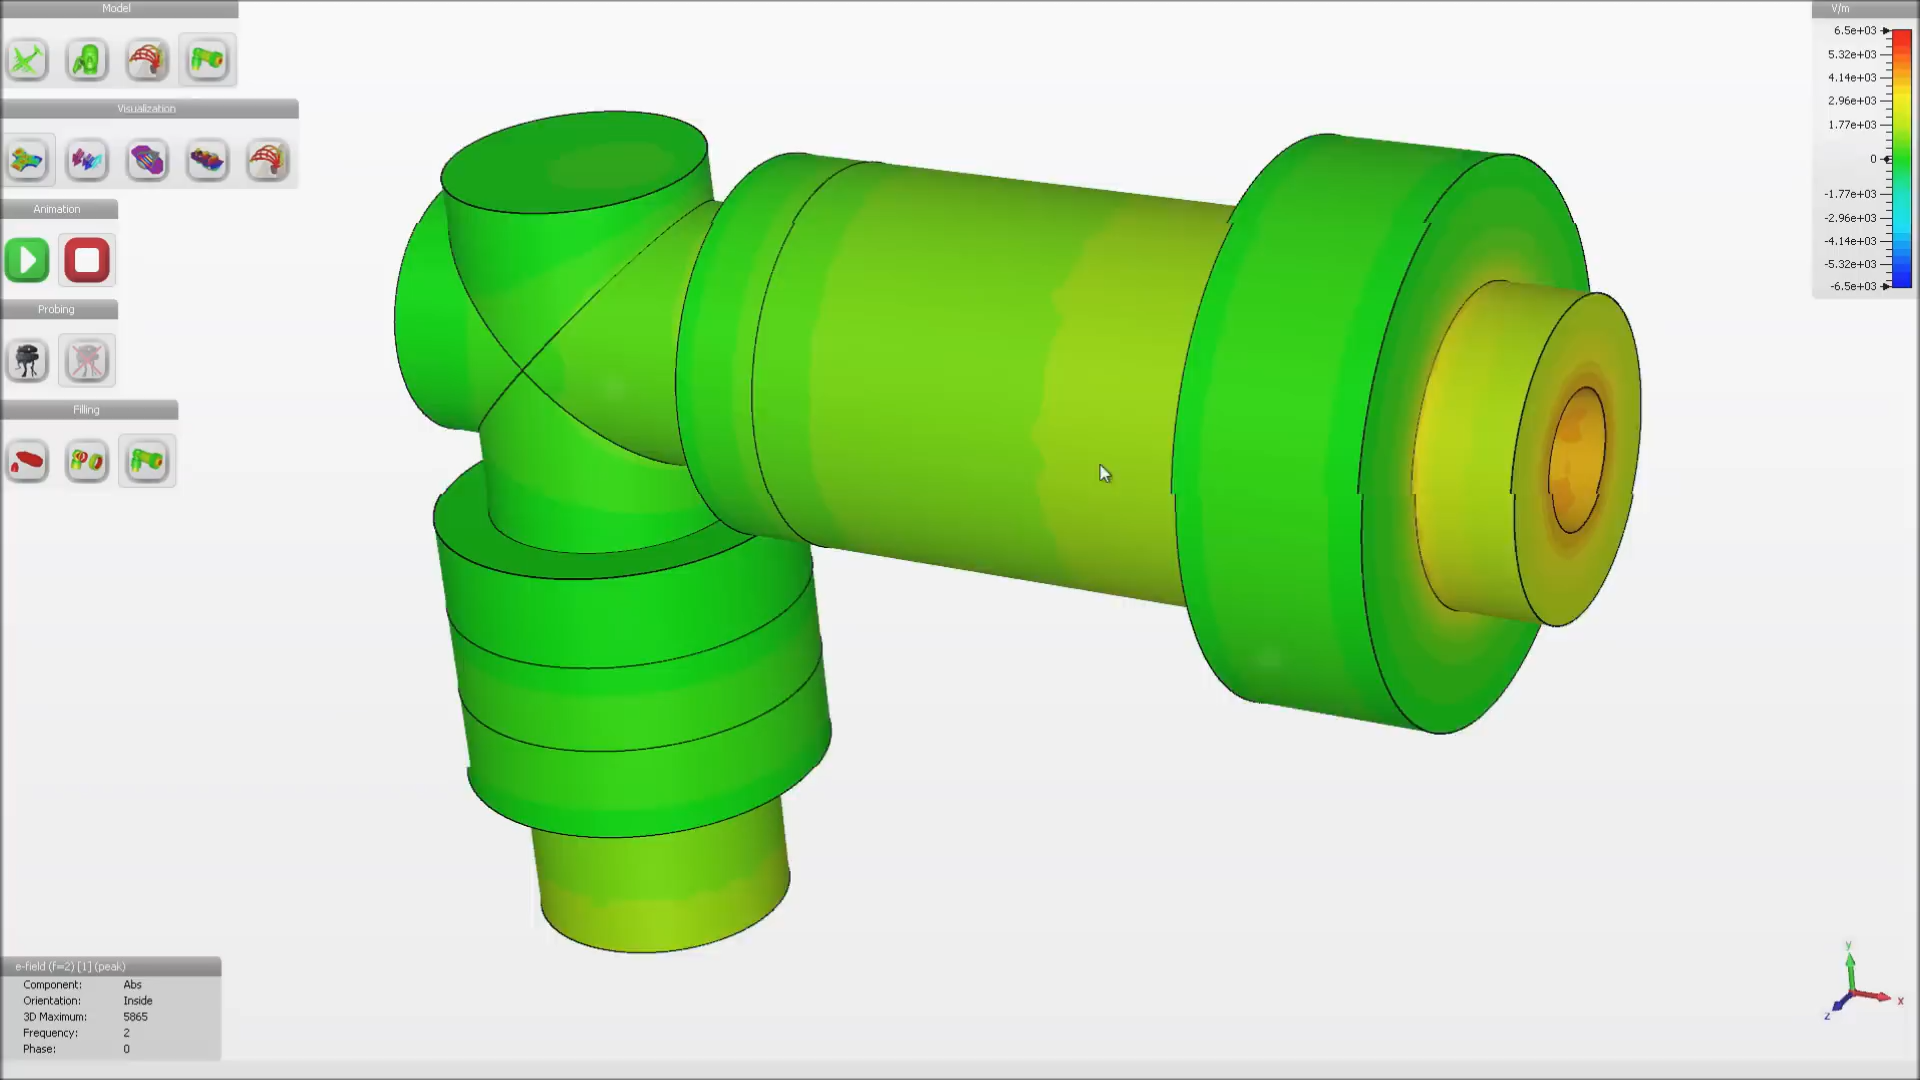 Model
Visualization
Animation
Probing
Filling
V/m
6.5e+03
5.32e+03
4.14e+03
2.96e+03
1.77e+03
0
-1.77e+03
-2.96e+03
-4.14e+03
-5.32e+03
-6.5e+03
e-field (f=2) [1] (peak)
Component: Abs
Orientation: Inside
3D Maximum: 5865
Frequency: 2
Phase: 0
y
x
z